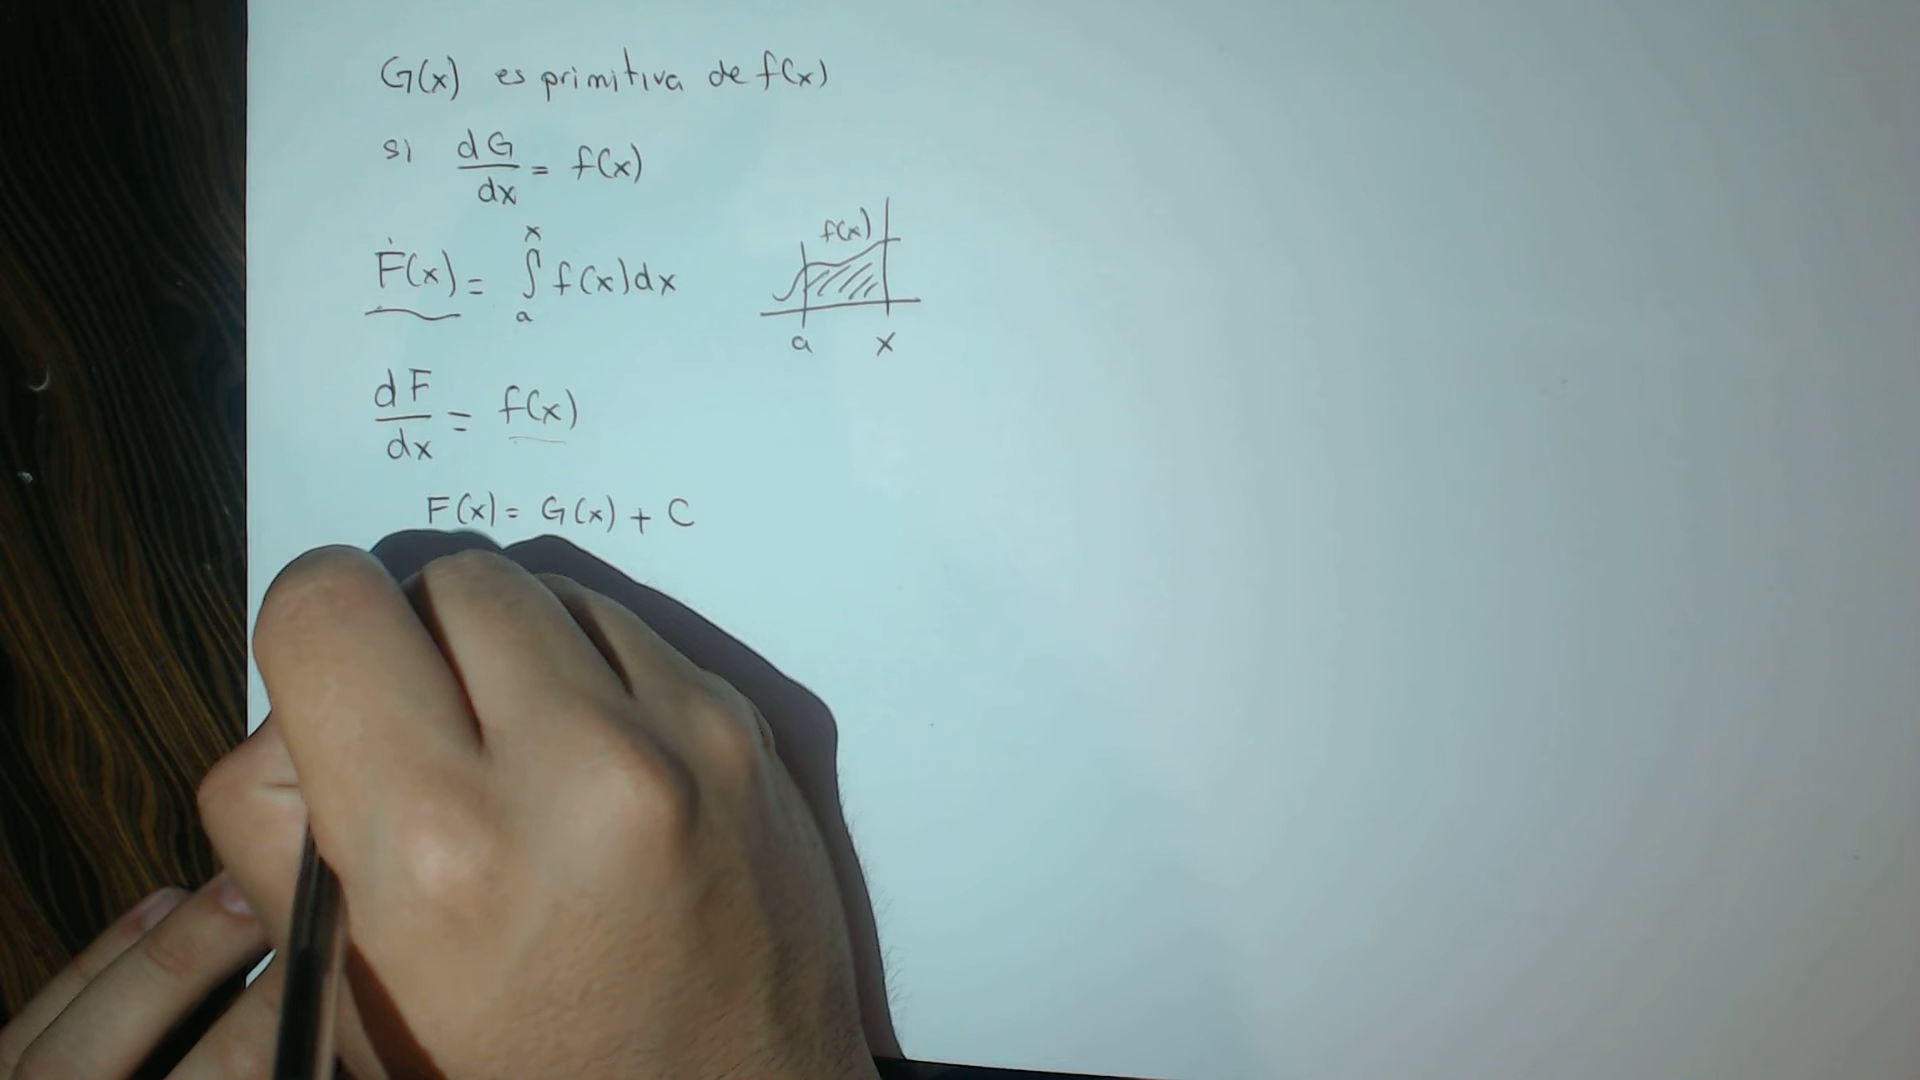 G(x) es primitiva de f(x)
si dG/dx = f(x)
F(x) = ∫ₐˣ f(x)dx
f(x)
a x
dF/dx = f(x)
F(x) = G(x) + C